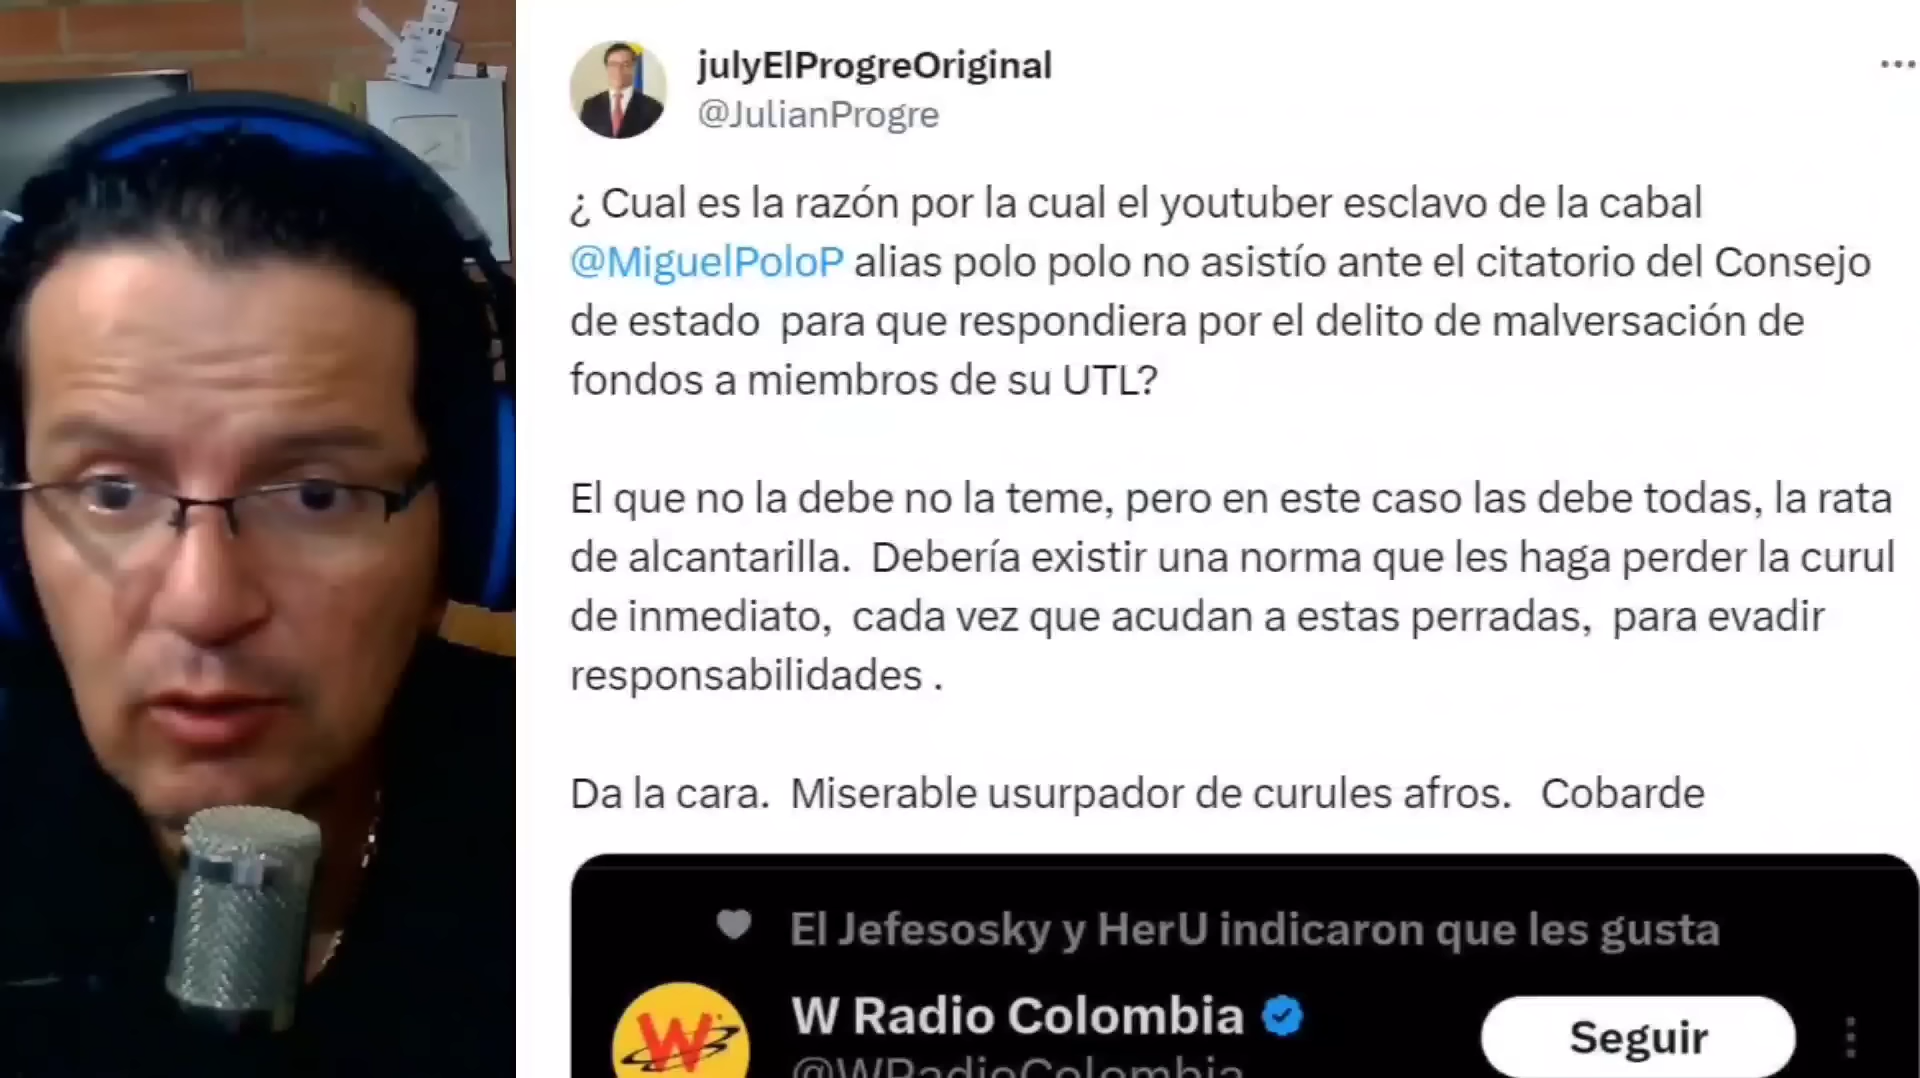 julyElProgreOriginal
@JulianProgre
¿ Cual es la razón por la cual el youtuber esclavo de la cabal
@MiguelPoloP alias polo polo no asistío ante el citatorio del Consejo
de estado para que respondiera por el delito de malversación de
fondos a miembros de su UTL?
El que no la debe no la teme, pero en este caso las debe todas, la rata
de alcantarilla. Debería existir una norma que les haga perder la curul
de inmediato, cada vez que acudan a estas perradas, para evadir
responsabilidades .
Da la cara. Miserable usurpador de curules afros. Cobarde
El Jefesosky y HerU indicaron que les gusta
W Radio Colombia
Seguir
@WRadioColombia